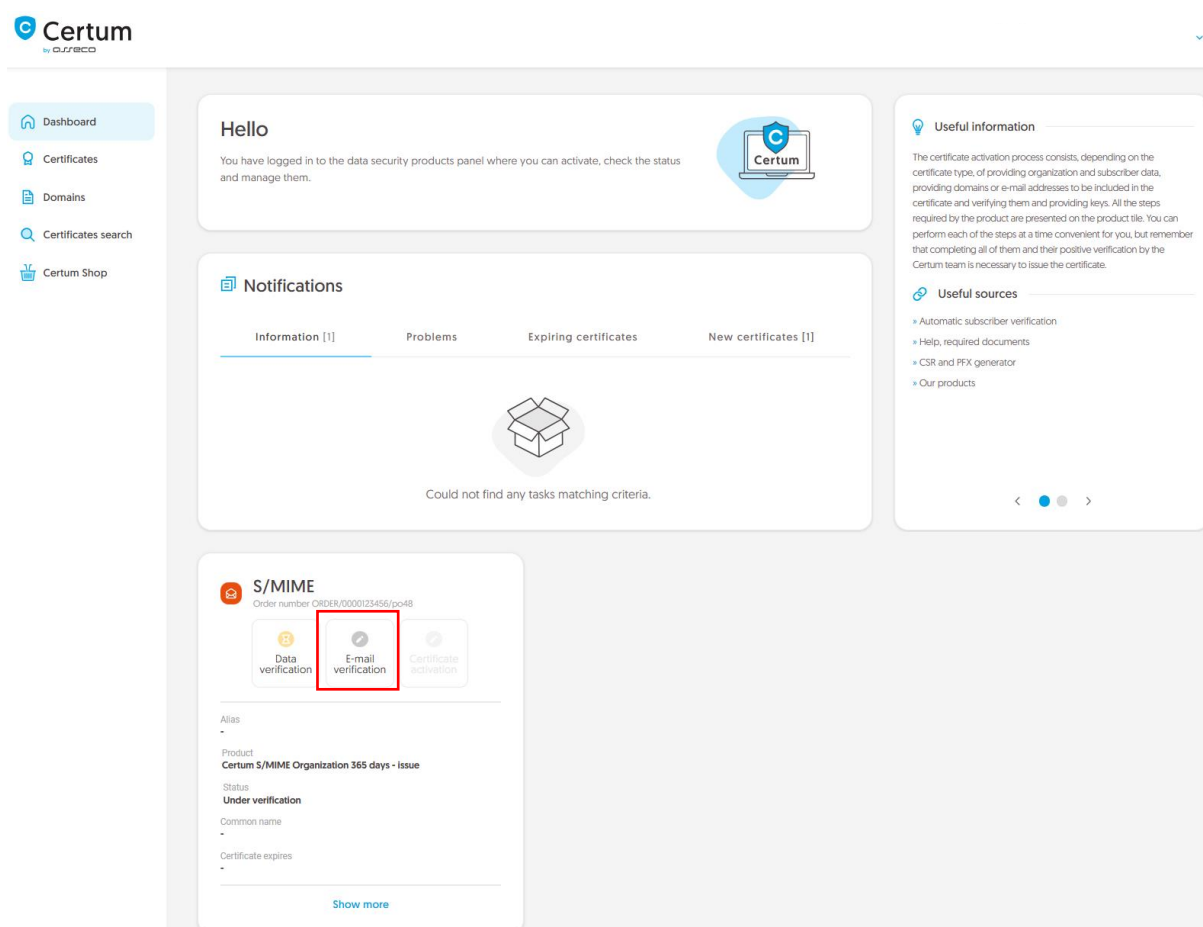 Certum
by asseco
Dashboard
Certificates
Domains
Certificates search
Certum Shop
Hello
You have logged in to the data security products panel where you can activate, check the status
and manage them.
Certum
Notifications
Information [1]
Problems
Expiring certificates
New certificates [1]
Could not find any tasks matching criteria.
Useful information
The certificate activation process consists, depending on the
certificate type, of providing organization and subscriber data,
providing domains or e-mail addresses to be included in the
certificate and verifying them and providing keys. All the steps
required by the product are presented on the product tile. You can
perform each of the steps at a time convenient for you, but remember
that completing all of them and their positive verification by the
Certum team is necessary to issue the certificate.
Useful sources
» Automatic subscriber verification
» Help, required documents
» CSR and PFX generator
» Our products
S/MIME
Order number ORDER/0000123456/po48
Data
verification
E-mail
verification
Certificate
activation
Alias
-
Product
Certum S/MIME Organization 365 days - issue
Status
Under verification
Common name
-
Certificate expires
-
Show more